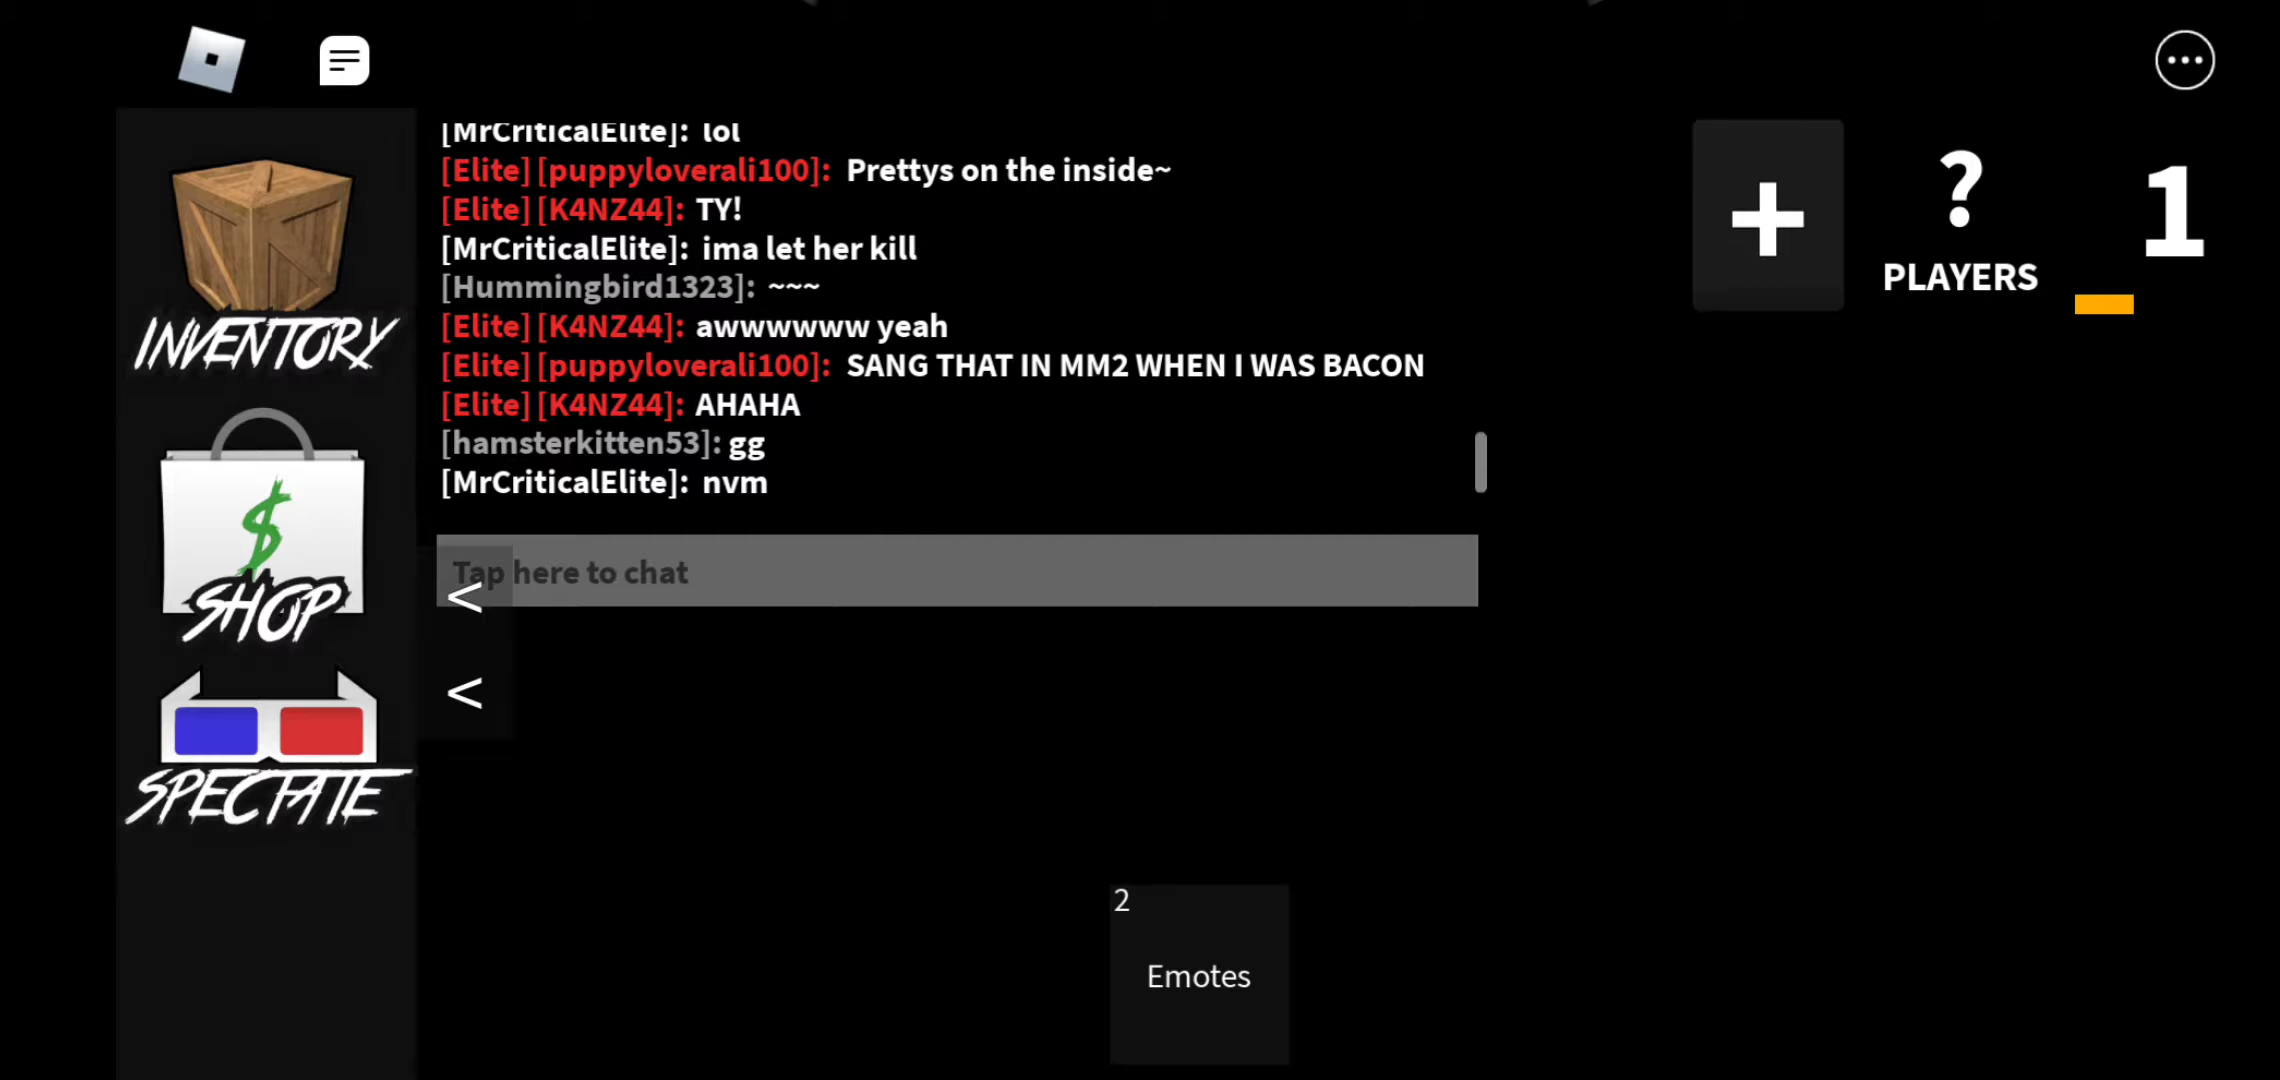 [MrCriticalElite]: lol
[Elite] [puppyloverali100]: Prettys on the inside~
[Elite] [K4NZ44]: TY!
[MrCriticalElite]: ima let her kill
[Hummingbird1323]: ~~~
[Elite] [K4NZ44]: awwwwww yeah
[Elite] [puppyloverali100]: SANG THAT IN MM2 WHEN I WAS BACON
[Elite] [K4NZ44]: AHAHA
[hamsterkitten53]: gg
[MrCriticalElite]: nvm
Tap here to chat
<
<
INVENTORY
$
SHOP
SPECTATE
+
?
PLAYERS
1
2
Emotes